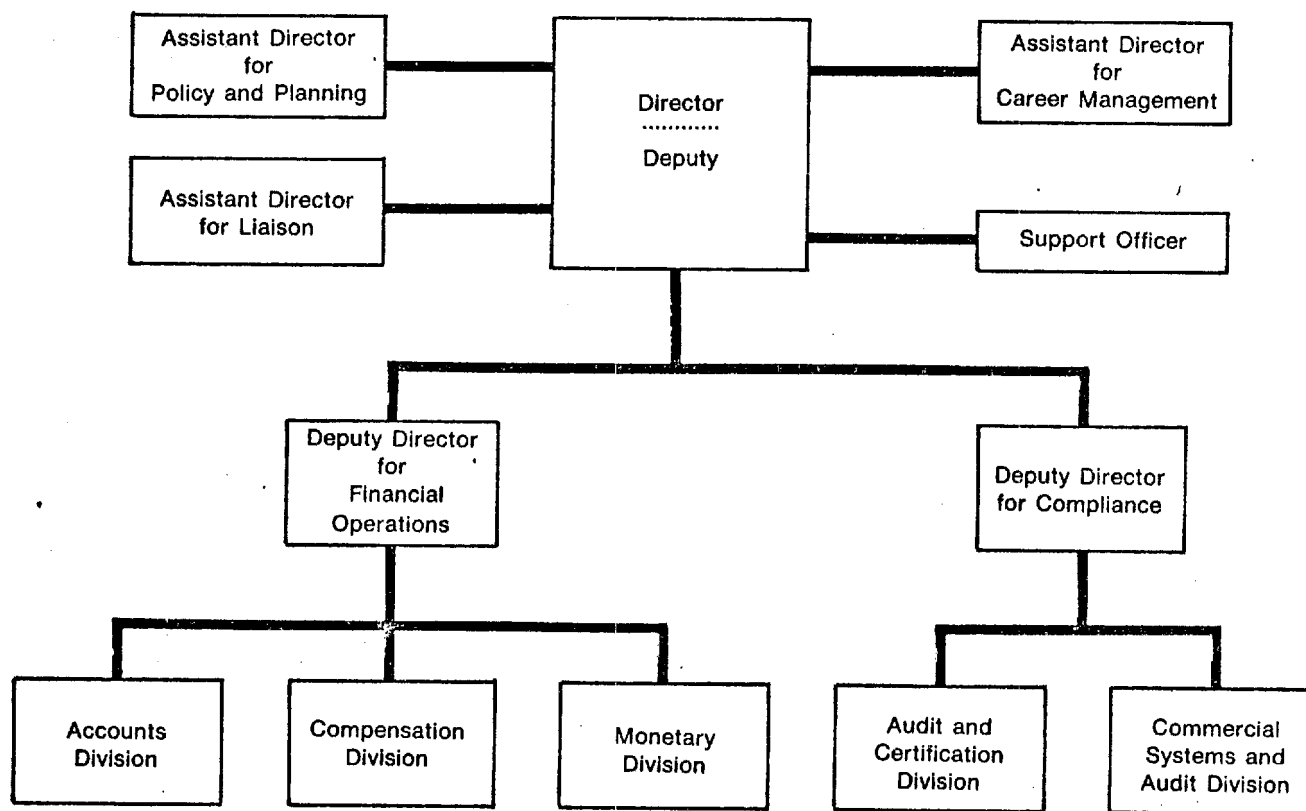 Assistant Director
for
Policy and Planning
Director
Deputy
Assistant Director
for
Career Management
Assistant Director
for Liaison
Support Officer
Deputy Director
for
Financial
Operations
Deputy Director
for Compliance
Accounts
Division
Compensation
Division
Monetary
Division
Audit and
Certification
Division
Commercial
Systems and
Audit Division